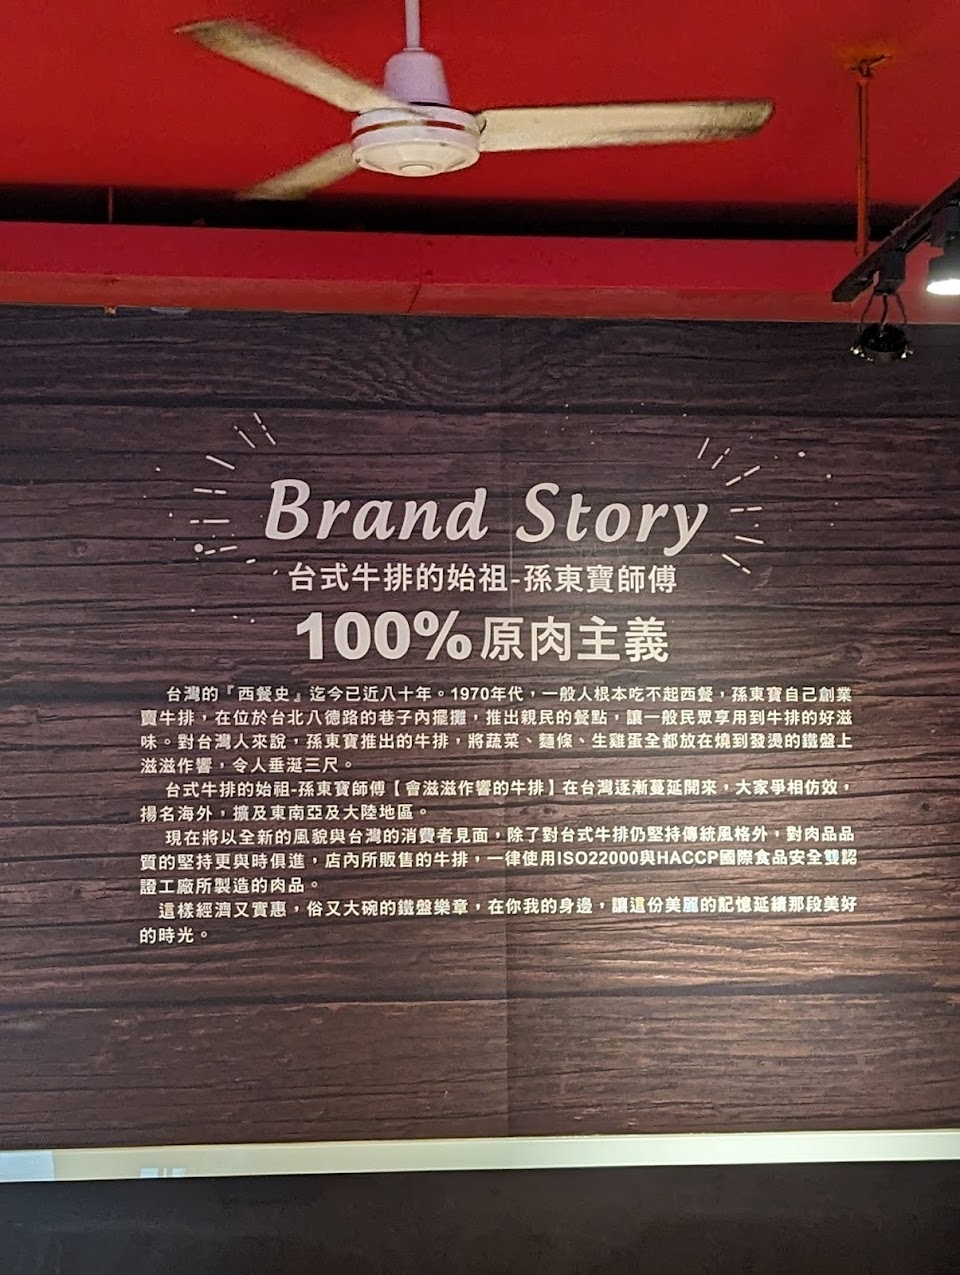 Brand Story
台式牛排的始祖-孫東寶師傅
100%原肉主義
台灣的『西餐史』迄今已近八十年。1970年代，一般人根本吃不起西餐，孫東寶自己創業
賣牛排，在位於台北八德路的巷子內擺攤，推出親民的餐點，讓一般民眾享用到牛排的好滋
味。對台灣人來說，孫東寶推出的牛排，將蔬菜、麵條、生雞蛋全都放在燒到發燙的鐵盤上
滋滋作響，令人垂涎三尺。
台式牛排的始祖-孫東寶師傅【會滋滋作響的牛排】在台灣逐漸蔓延開來，大家爭相仿效，
揚名海外，擴及東南亞及大陸地區。
現在將以全新的風貌與台灣的消費者見面，除了對台式牛排仍堅持傳統風格外，對肉品品
質的堅持更與時俱進，店內所販售的牛排，一律使用ISO22000與HACCP國際食品安全雙認
證工廠所製造的肉品。
這樣經濟又實惠，俗又大碗的鐵盤樂章，在你我的身邊，讓這份美麗的記憶延續那段美好
的時光。